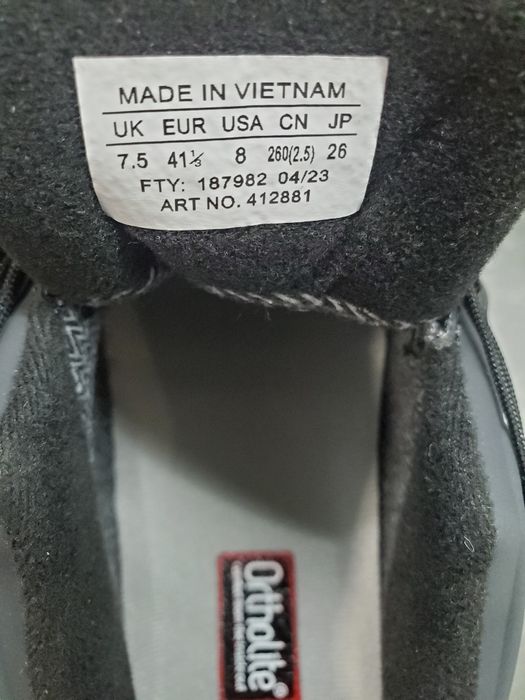 MADE IN VIETNAM
UK EUR USA CN JP
7.5 41⅓ 8 260(2.5) 26
FTY: 187982 04/23
ART NO. 412881
Ortholite®